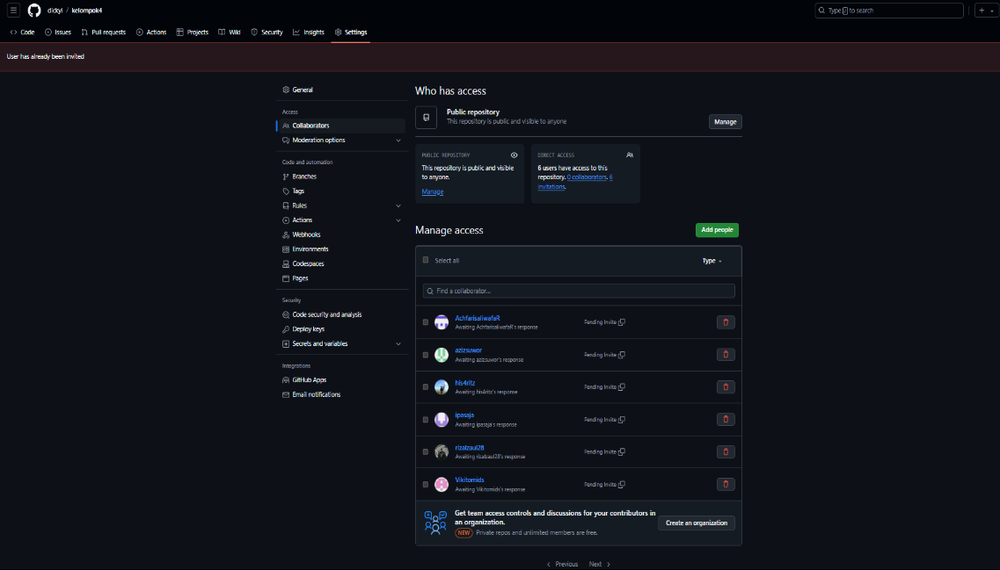 dickyl / kelompok4
Type / to search
Code Issues Pull requests Actions Projects Wiki Security Insights Settings
User has already been invited
General
Access
Collaborators
Moderation options
Code and automation
Branches
Tags
Rules
Actions
Webhooks
Environments
Codespaces
Pages
Security
Code security and analysis
Deploy keys
Secrets and variables
Integrations
GitHub Apps
Email notifications
Who has access
Public repository
This repository is public and visible to anyone
Manage
PUBLIC REPOSITORY
This repository is public and visible
to anyone.
Manage
DIRECT ACCESS
6 users have access to this
repository. 0 collaborators. 6
invitations.
Manage access
Add people
Select all
Type
Find a collaborator...
AchfarisaliwafaR
Awaiting AchfarisaliwafaR's response
Pending Invite
azizsuwor
Awaiting azizsuwor's response
Pending Invite
his4ritz
Awaiting his4ritz's response
Pending Invite
ipasaja
Awaiting ipasaja's response
Pending Invite
rizalzaul28
Awaiting rizalzaul28's response
Pending Invite
Vikitomids
Awaiting Vikitomids's response
Pending Invite
Get team access controls and discussions for your contributors in
an organization.
NEW Private repos and unlimited members are free.
Create an organization
Previous Next